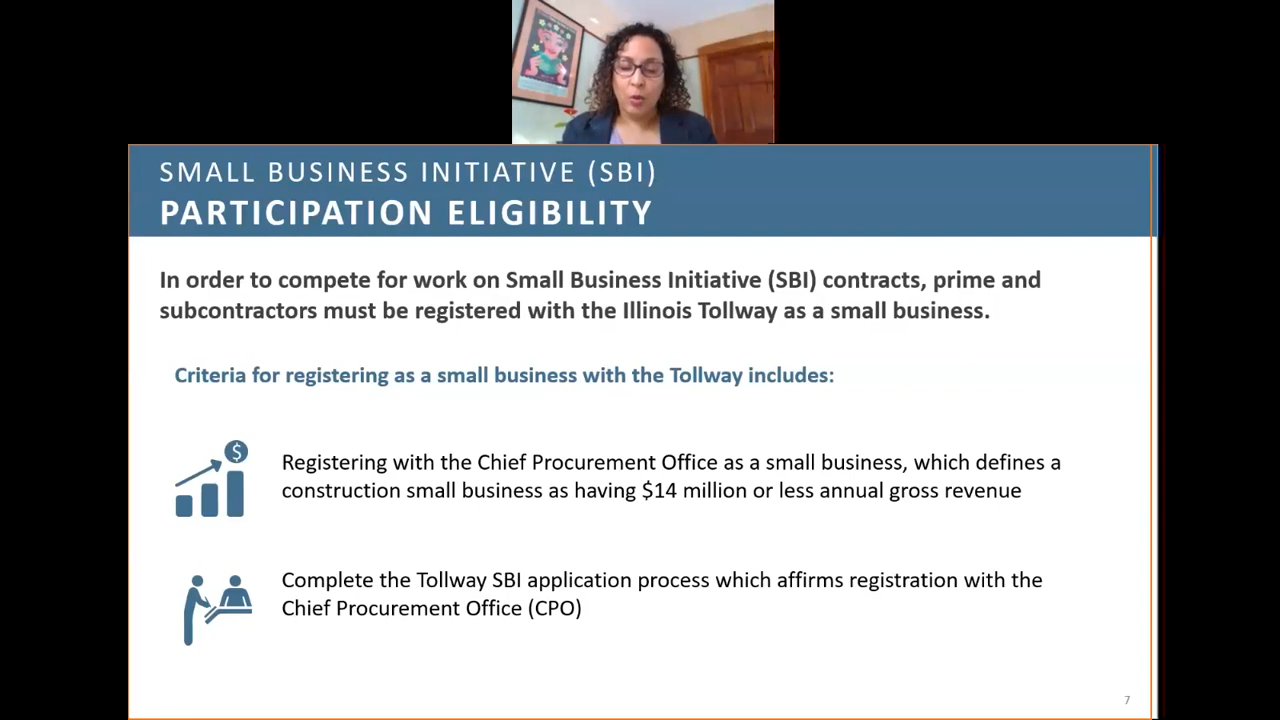 SMALL BUSINESS INITIATIVE (SBI)
PARTICIPATION ELIGIBILITY
In order to compete for work on Small Business Initiative (SBI) contracts, prime and
subcontractors must be registered with the Illinois Tollway as a small business.
Criteria for registering as a small business with the Tollway includes:
$
Registering with the Chief Procurement Office as a small business, which defines a
construction small business as having $14 million or less annual gross revenue
Complete the Tollway SBI application process which affirms registration with the
Chief Procurement Office (CPO)
7